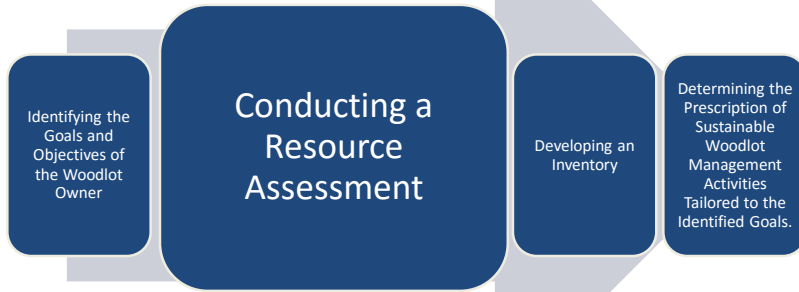 Identifying the
Goals and
Objectives of
the Woodlot
Owner
Conducting a
Resource
Assessment
Developing an
Inventory
Determining the
Prescription of
Sustainable
Woodlot
Management
Activities
Tailored to the
Identified Goals.